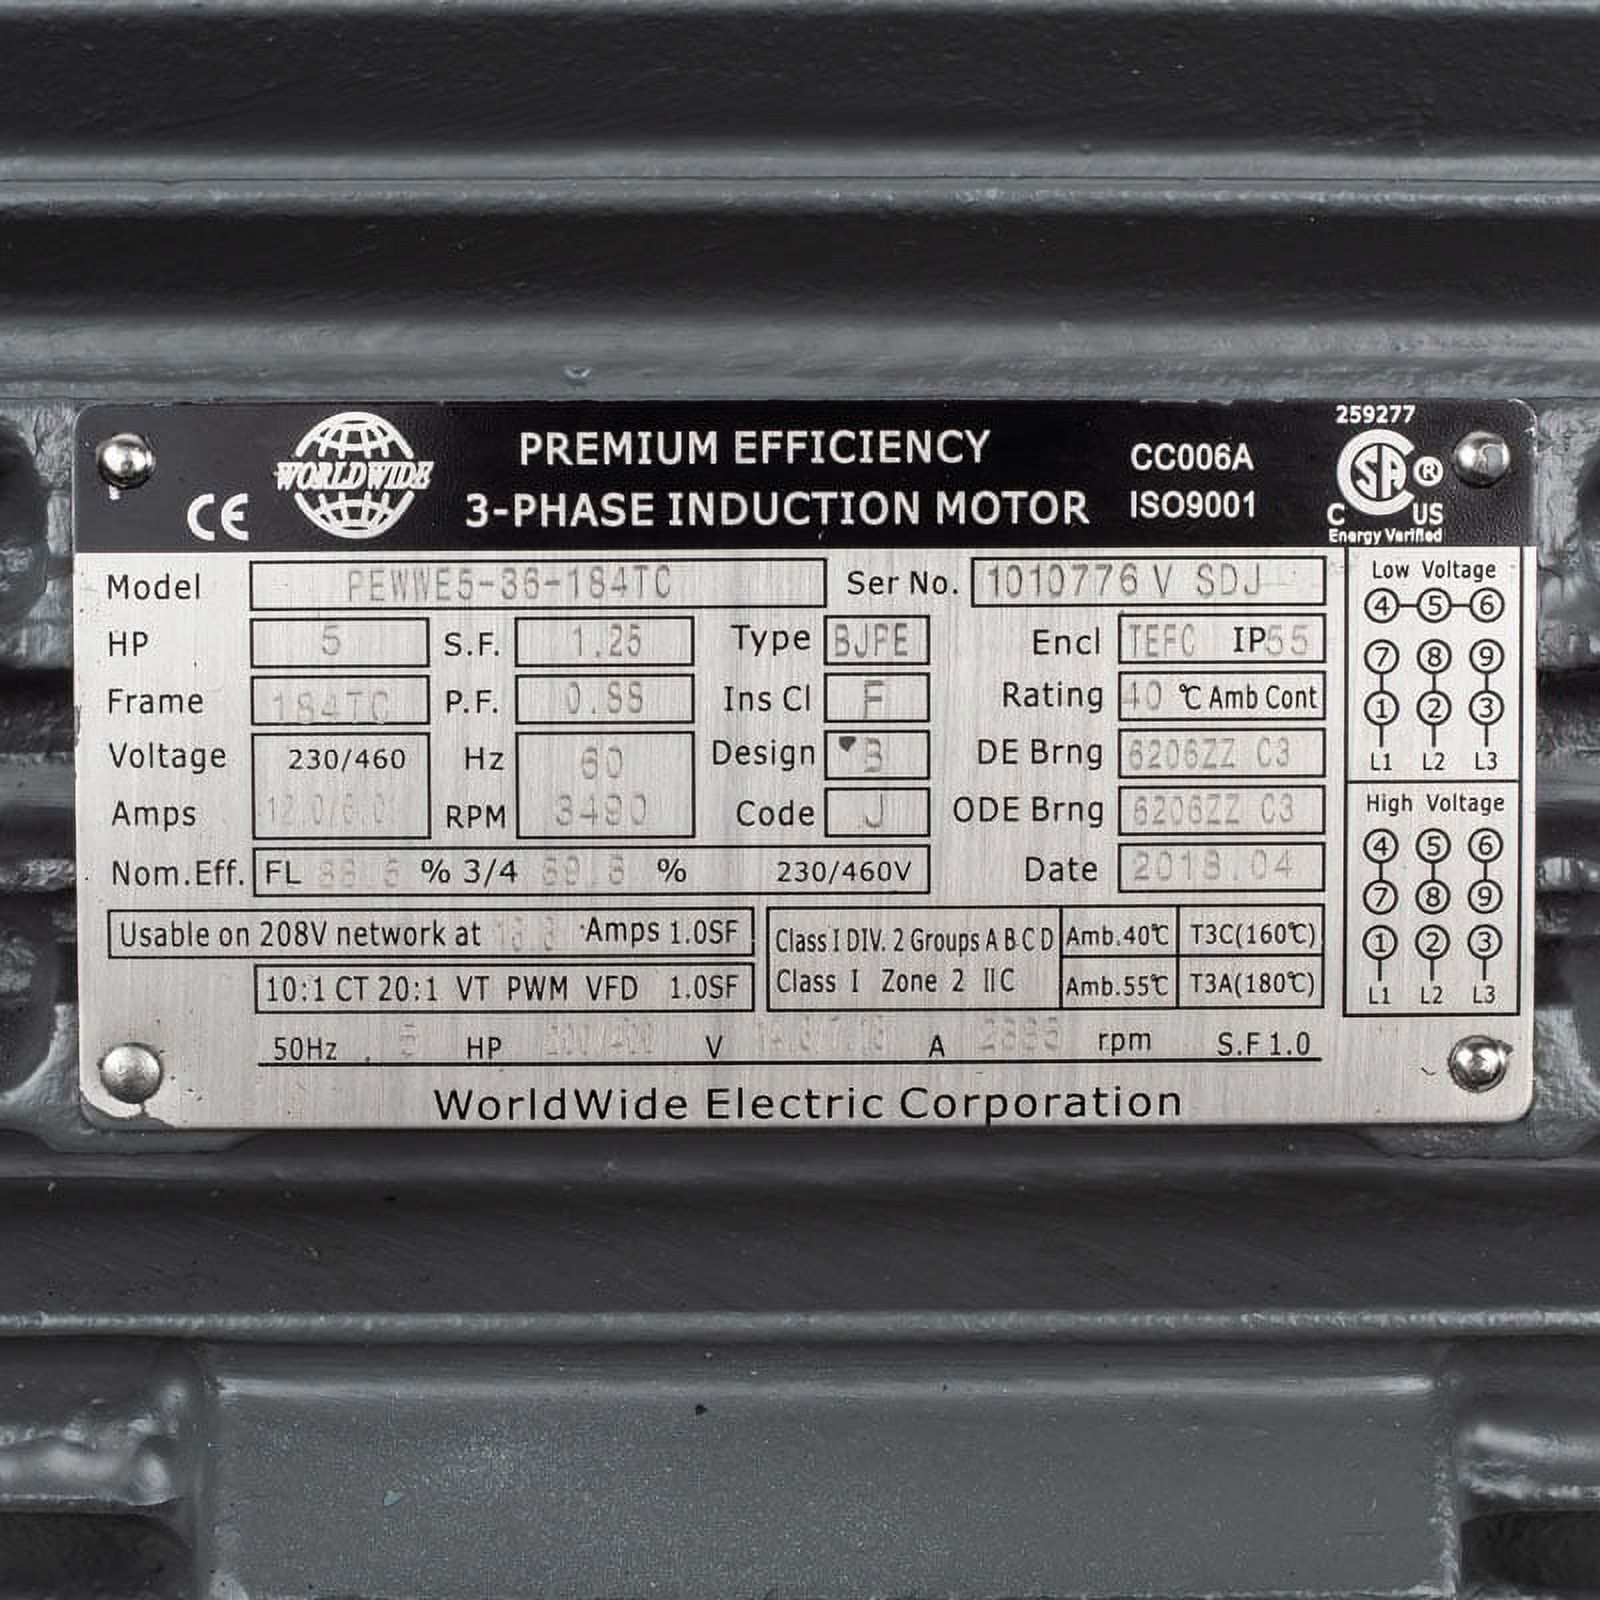 259277
PREMIUM EFFICIENCY CC006A
CE WORLDWIDE 3-PHASE INDUCTION MOTOR ISO9001
SA ® C US
Energy Verified
Model PEWWE5-36-184TC Ser No. 1010776 V SDJ
HP 5 S.F. 1.25 Type BJPE Encl TEFC IP55
Frame 184TC P.F. 0.88 Ins Cl F Rating 40 ℃ Amb Cont
Voltage 230/460 Hz 60 Design B DE Brng 6206ZZ C3
Amps RPM 3490 Code J ODE Brng 6206ZZ C3
Nom.Eff. FL % 3/4 % 230/460V Date 2018.04
Usable on 208V network at Amps 1.0SF
10:1 CT 20:1 VT PWM VFD 1.0SF
Class I DIV. 2 Groups A B C D Amb.40℃ T3C(160℃)
Class I Zone 2 IIC Amb.55℃ T3A(180℃)
50Hz 5 HP V A rpm S.F 1.0
WorldWide Electric Corporation
Low Voltage
4 5 6
7 8 9
1 2 3
L1 L2 L3
High Voltage
4 5 6
7 8 9
1 2 3
L1 L2 L3